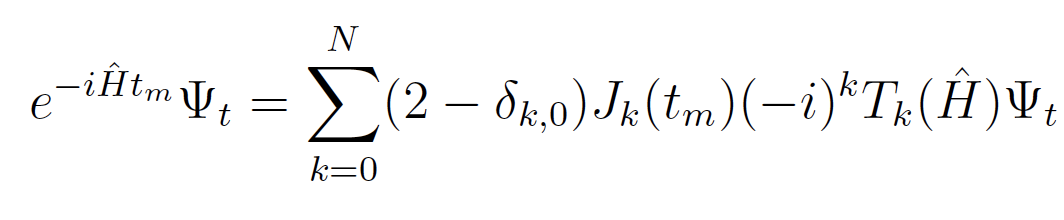 $e^{-i\hat{H}t_m}\Psi_t = \sum_{k=0}^{N}(2-\delta_{k,0})J_k(t_m)(-i)^k T_k(\hat{H})\Psi_t$